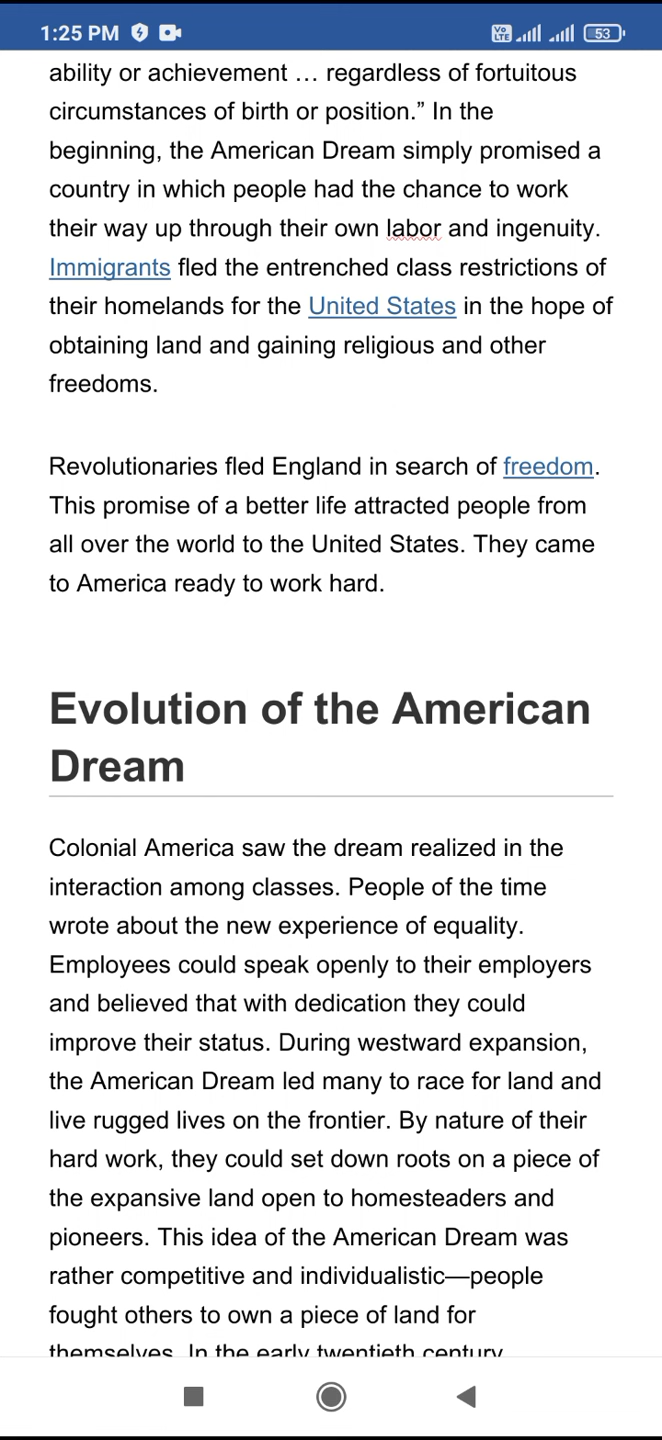 1:25 PM
Vo LTE 53
ability or achievement … regardless of fortuitous
circumstances of birth or position.” In the
beginning, the American Dream simply promised a
country in which people had the chance to work
their way up through their own labor and ingenuity.
Immigrants fled the entrenched class restrictions of
their homelands for the United States in the hope of
obtaining land and gaining religious and other
freedoms.
Revolutionaries fled England in search of freedom.
This promise of a better life attracted people from
all over the world to the United States. They came
to America ready to work hard.
Evolution of the American
Dream
Colonial America saw the dream realized in the
interaction among classes. People of the time
wrote about the new experience of equality.
Employees could speak openly to their employers
and believed that with dedication they could
improve their status. During westward expansion,
the American Dream led many to race for land and
live rugged lives on the frontier. By nature of their
hard work, they could set down roots on a piece of
the expansive land open to homesteaders and
pioneers. This idea of the American Dream was
rather competitive and individualistic—people
fought others to own a piece of land for
themselves. In the early twentieth century